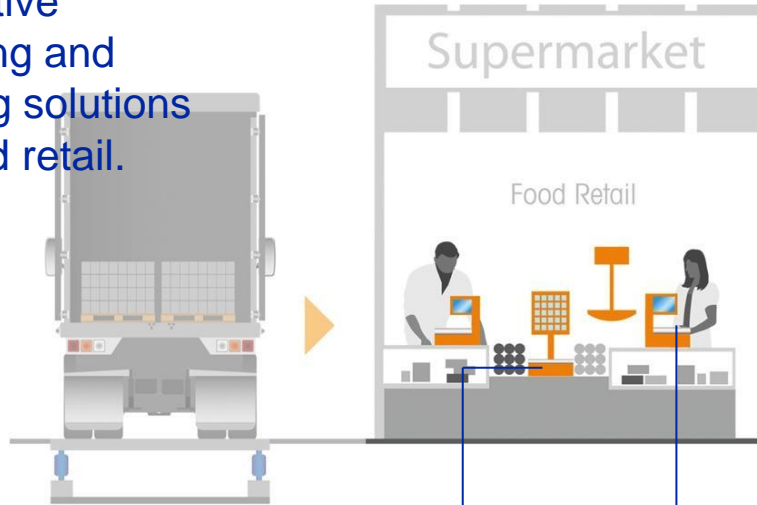 ng and
g solutions
retail.
Supermarket
Food Retail